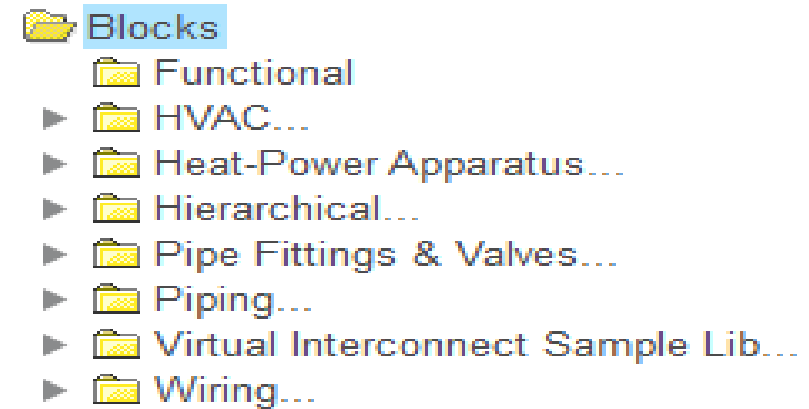 Blocks
Functional
HVAC...
Heat-Power Apparatus...
Hierarchical...
Pipe Fittings & Valves...
Piping...
Virtual Interconnect Sample Lib...
Wiring...